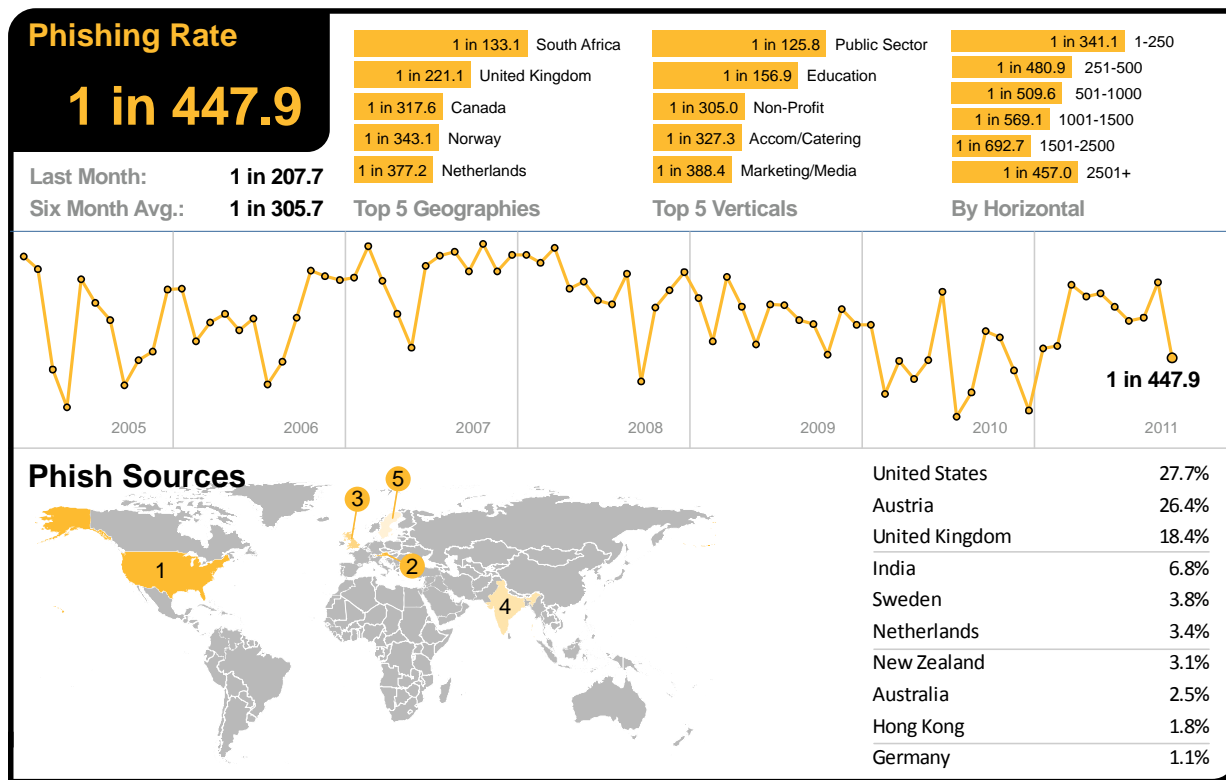 Phishing Rate
1 in 447.9
Last Month: 1 in 207.7
Six Month Avg.: 1 in 305.7
1 in 133.1 South Africa
1 in 221.1 United Kingdom
1 in 317.6 Canada
1 in 343.1 Norway
1 in 377.2 Netherlands
Top 5 Geographies
1 in 125.8 Public Sector
1 in 156.9 Education
1 in 305.0 Non-Profit
1 in 327.3 Accom/Catering
1 in 388.4 Marketing/Media
Top 5 Verticals
1 in 341.1 1-250
1 in 480.9 251-500
1 in 509.6 501-1000
1 in 569.1 1001-1500
1 in 692.7 1501-2500
1 in 457.0 2501+
By Horizontal
1 in 447.9
2005 2006 2007 2008 2009 2010 2011
Phish Sources
1
2
3
4
5
United States 27.7%
Austria 26.4%
United Kingdom 18.4%
India 6.8%
Sweden 3.8%
Netherlands 3.4%
New Zealand 3.1%
Australia 2.5%
Hong Kong 1.8%
Germany 1.1%